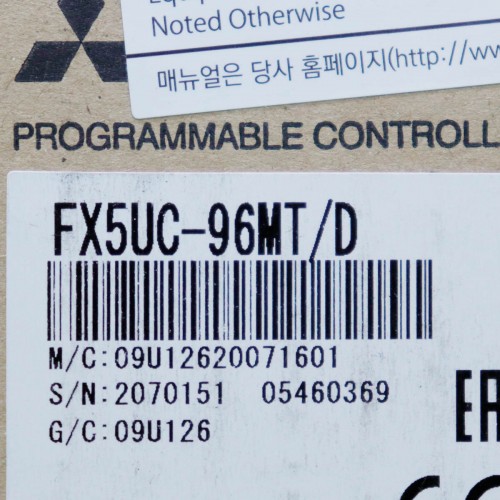 Noted Otherwise
매뉴얼은 당사 홈페이지(http://ww
PROGRAMMABLE CONTROLL
FX5UC-96MT/D
M/C:09U12620071601
S/N:2070151 05460369
G/C:09U126